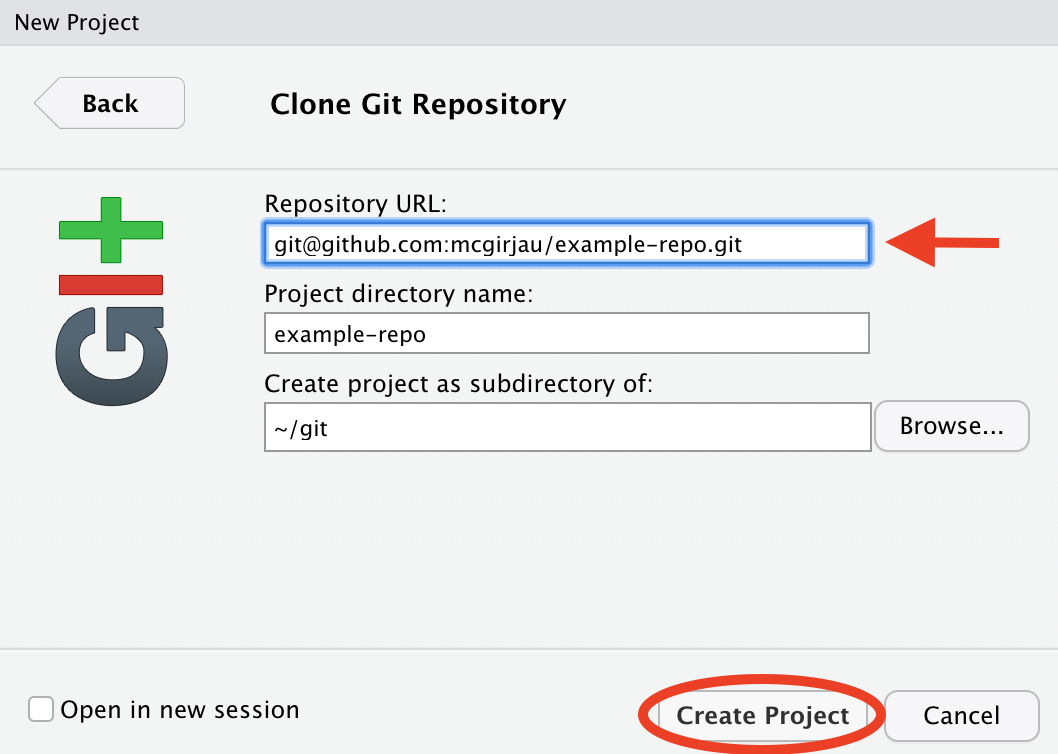 New Project
Back
Clone Git Repository
Repository URL:
git@github.com:mcgirjau/example-repo.git
Project directory name:
example-repo
Create project as subdirectory of:
~/git
Browse...
GIT
Open in new session
Create Project
Cancel